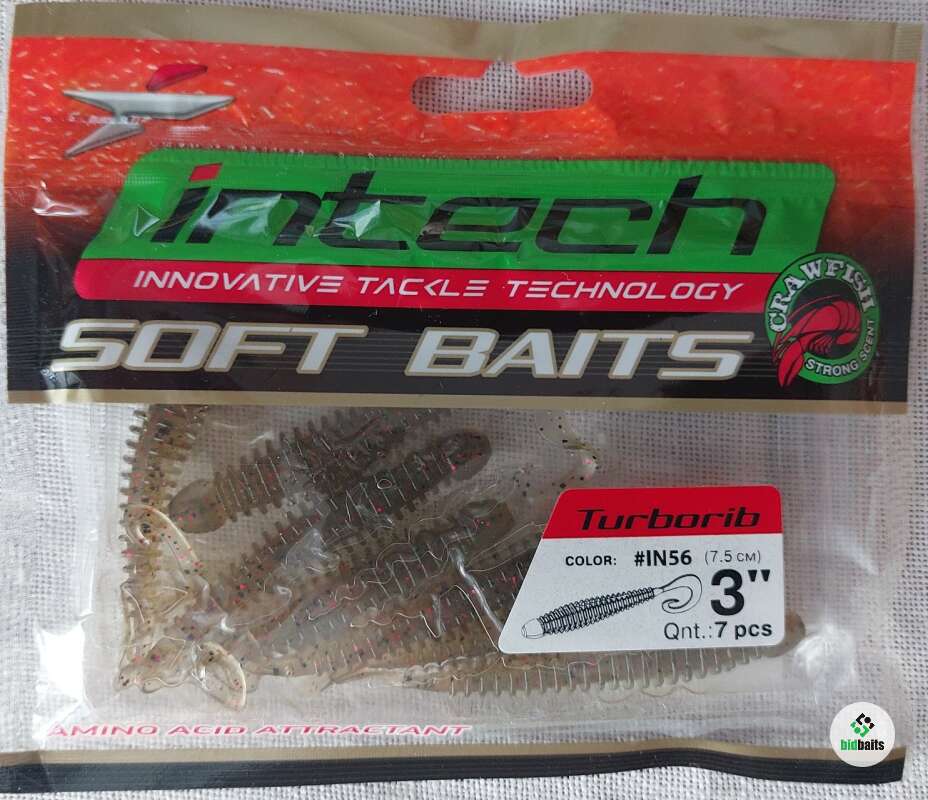 intech
INNOVATIVE TACKLE TECHNOLOGY
SOFT BAITS
CRAWFISH
STRONG SCENT
Turborib
COLOR: #IN56 (7.5 см)
3"
Qnt.: 7 pcs
AMINO ACID ATTRACTANT
bidbaits